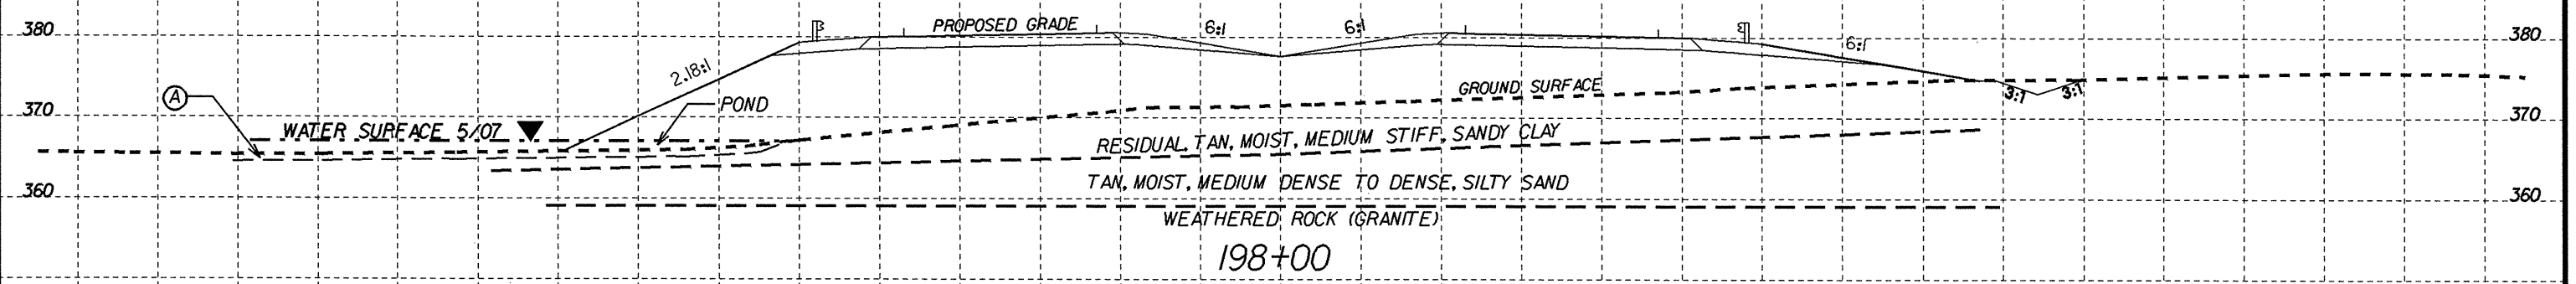 380
PROPOSED GRADE
6:1
6:1
6:1
380
2.18:1
A
POND
GROUND SURFACE
3:1
3:1
370
WATER SURFACE 5/07
370
RESIDUAL, TAN, MOIST, MEDIUM STIFF, SANDY CLAY
360
TAN, MOIST, MEDIUM DENSE TO DENSE, SILTY SAND
360
WEATHERED ROCK (GRANITE)
198+00